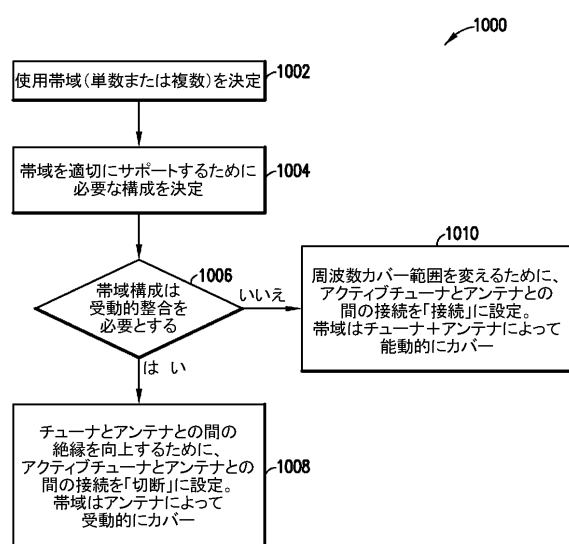 1000
使用帯域(単数または複数)を決定
1002
帯域を適切にサポートするために
必要な構成を決定
1004
帯域構成は
受動的整合を
必要とする
1006
いいえ
はい
1010
周波数カバー範囲を変えるために、
アクティブチューナとアンテナとの
間の接続を「接続」に設定。
帯域はチューナ+アンテナによって
能動的にカバー
チューナとアンテナとの間の
絶縁を向上するために、
アクティブチューナとアンテナとの
間の接続を「切断」に設定。
帯域はアンテナによって
受動的にカバー
1008